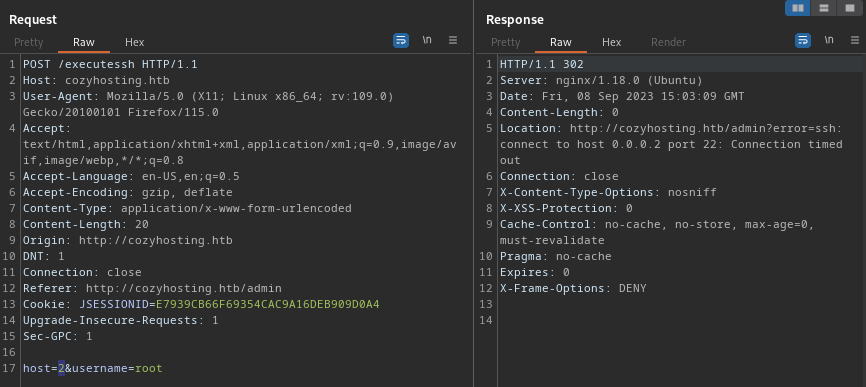 Request
Pretty Raw Hex \n
1 POST /executessh HTTP/1.1
2 Host: cozyhosting.htb
3 User-Agent: Mozilla/5.0 (X11; Linux x86_64; rv:109.0)
Gecko/20100101 Firefox/115.0
4 Accept:
text/html,application/xhtml+xml,application/xml;q=0.9,image/av
if,image/webp,*/*;q=0.8
5 Accept-Language: en-US,en;q=0.5
6 Accept-Encoding: gzip, deflate
7 Content-Type: application/x-www-form-urlencoded
8 Content-Length: 20
9 Origin: http://cozyhosting.htb
10 DNT: 1
11 Connection: close
12 Referer: http://cozyhosting.htb/admin
13 Cookie: JSESSIONID=E7939CB66F69354CAC9A16DEB909D0A4
14 Upgrade-Insecure-Requests: 1
15 Sec-GPC: 1
16
17 host=2&username=root
Response
Pretty Raw Hex Render \n
1 HTTP/1.1 302
2 Server: nginx/1.18.0 (Ubuntu)
3 Date: Fri, 08 Sep 2023 15:03:09 GMT
4 Content-Length: 0
5 Location: http://cozyhosting.htb/admin?error=ssh:
connect to host 0.0.0.2 port 22: Connection timed
out
6 Connection: close
7 X-Content-Type-Options: nosniff
8 X-XSS-Protection: 0
9 Cache-Control: no-cache, no-store, max-age=0,
must-revalidate
10 Pragma: no-cache
11 Expires: 0
12 X-Frame-Options: DENY
13
14